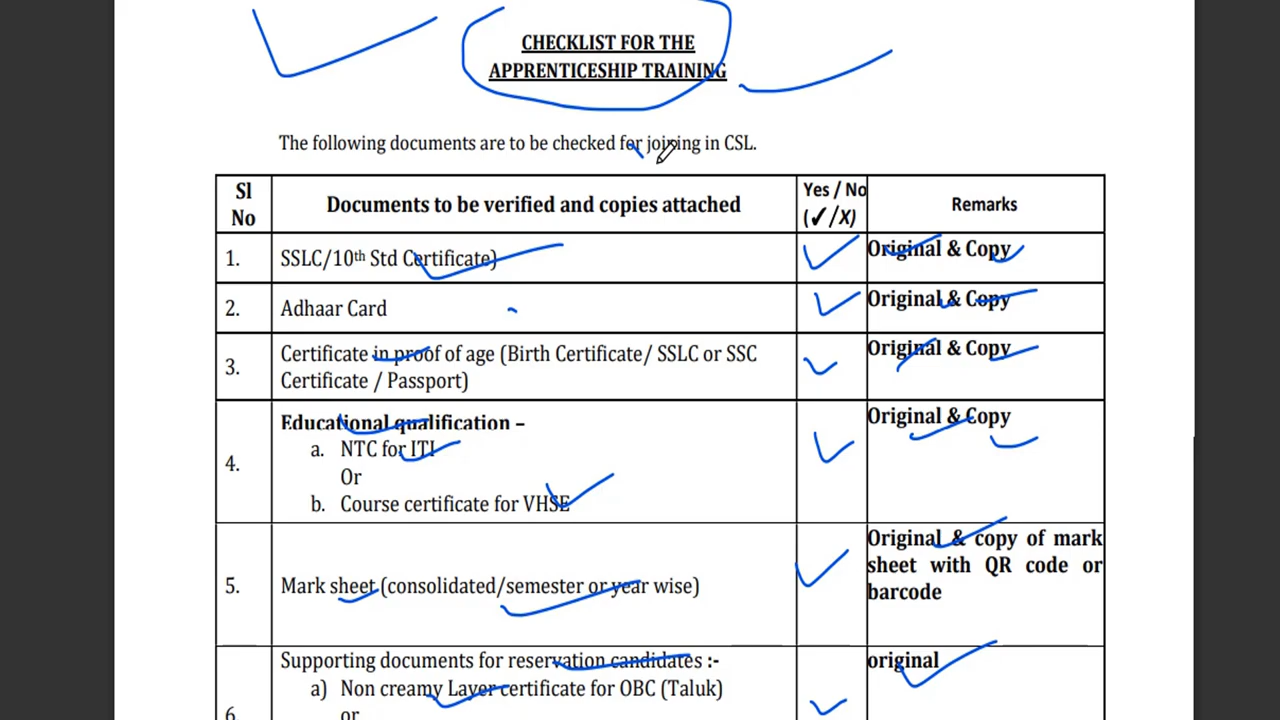 CHECKLIST FOR THE
APPRENTICESHIP TRAINING
The following documents are to be checked for joining in CSL.
Sl No
Documents to be verified and copies attached
Yes / No (✓/X)
Remarks
1.
SSLC/10th Std Certificate)
Original & Copy
2.
Adhaar Card
Original & Copy
3.
Certificate in proof of age (Birth Certificate/ SSLC or SSC
Certificate / Passport)
Original & Copy
4.
Educational qualification –
a. NTC for ITI
Or
b. Course certificate for VHSE
Original & Copy
5.
Mark sheet (consolidated/semester or year wise)
Original & copy of mark
sheet with QR code or
barcode
6.
Supporting documents for reservation candidates :-
a) Non creamy Layer certificate for OBC (Taluk)
or
original